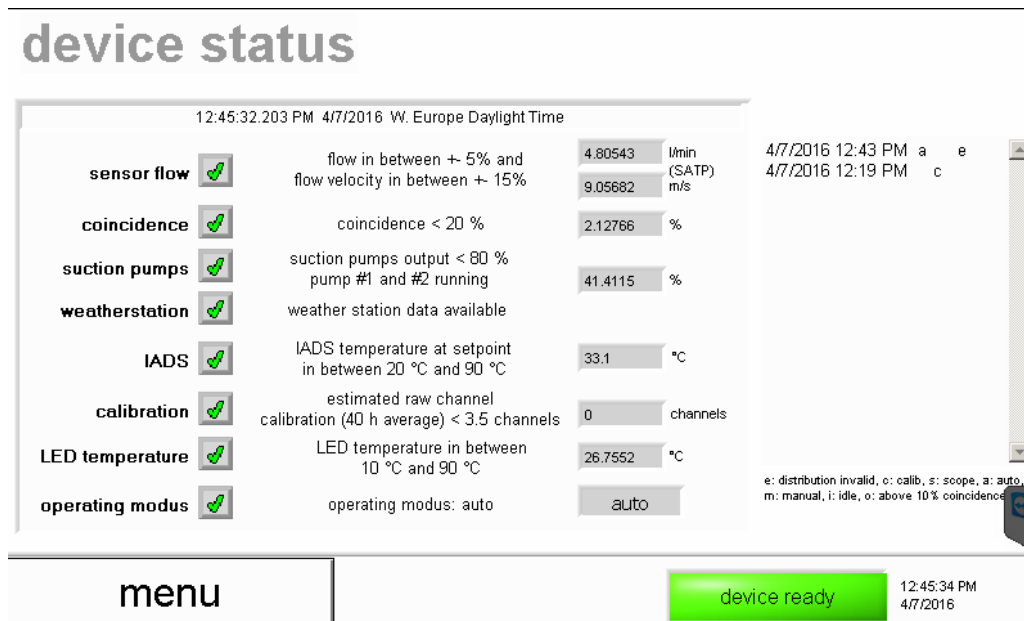 device status
12:45:32.203 PM 4/7/2016 W. Europe Daylight Time
sensor flow
flow in between +- 5% and
flow velocity in between +- 15%
4.80543 l/min
(SATP)
9.05682 m/s
coincidence
coincidence < 20 %
2.12766 %
suction pumps
suction pumps output < 80 %
pump #1 and #2 running
41.4115 %
weatherstation
weather station data available
IADS
IADS temperature at setpoint
in between 20 °C and 90 °C
33.1 °C
calibration
estimated raw channel
calibration (40 h average) < 3.5 channels
0 channels
LED temperature
LED temperature in between
10 °C and 90 °C
26.7552 °C
operating modus
operating modus: auto
auto
4/7/2016 12:43 PM a e
4/7/2016 12:19 PM c
e: distribution invalid, c: calib, s: scope, a: auto,
m: manual, i: idle, o: above 10% coincidence
menu
device ready
12:45:34 PM
4/7/2016